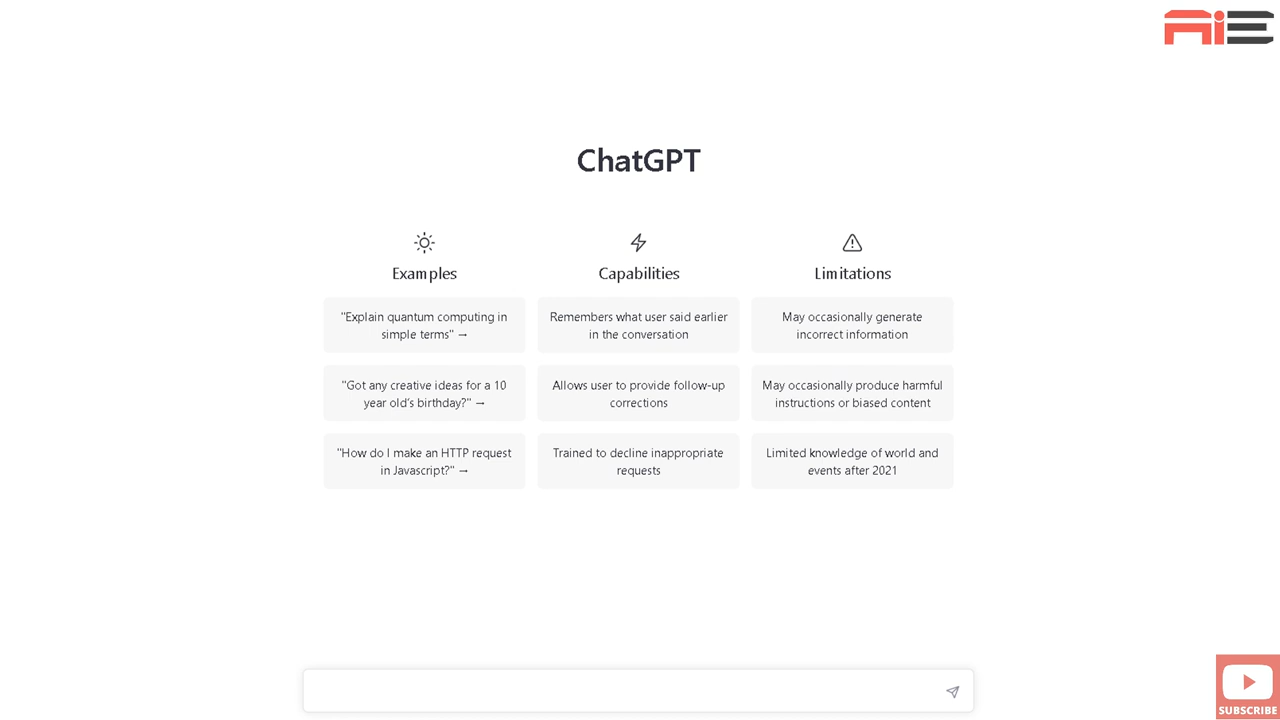 AiE
ChatGPT
Examples
"Explain quantum computing in
simple terms" →
"Got any creative ideas for a 10
year old's birthday?" →
"How do I make an HTTP request
in Javascript?" →
Capabilities
Remembers what user said earlier
in the conversation
Allows user to provide follow-up
corrections
Trained to decline inappropriate
requests
Limitations
May occasionally generate
incorrect information
May occasionally produce harmful
instructions or biased content
Limited knowledge of world and
events after 2021
SUBSCRIBE